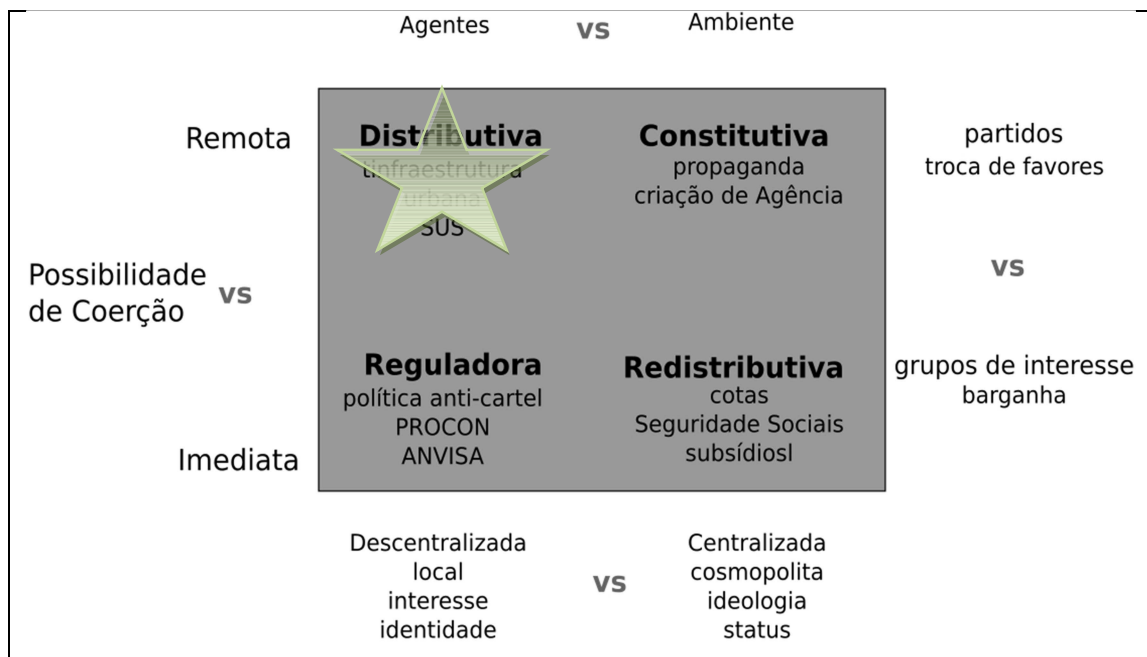 Agentes vs Ambiente
Remota
Distributiva
tinfraestrutura
urbana
SUS
Constitutiva
propaganda
criação de Agência
partidos
troca de favores
Possibilidade
de Coerção
vs
vs
Reguladora
política anti-cartel
PROCON
ANVISA
Redistributiva
cotas
Seguridade Sociais
subsídiosl
grupos de interesse
barganha
Imediata
Descentralizada
local
interesse
identidade
vs
Centralizada
cosmopolita
ideologia
status